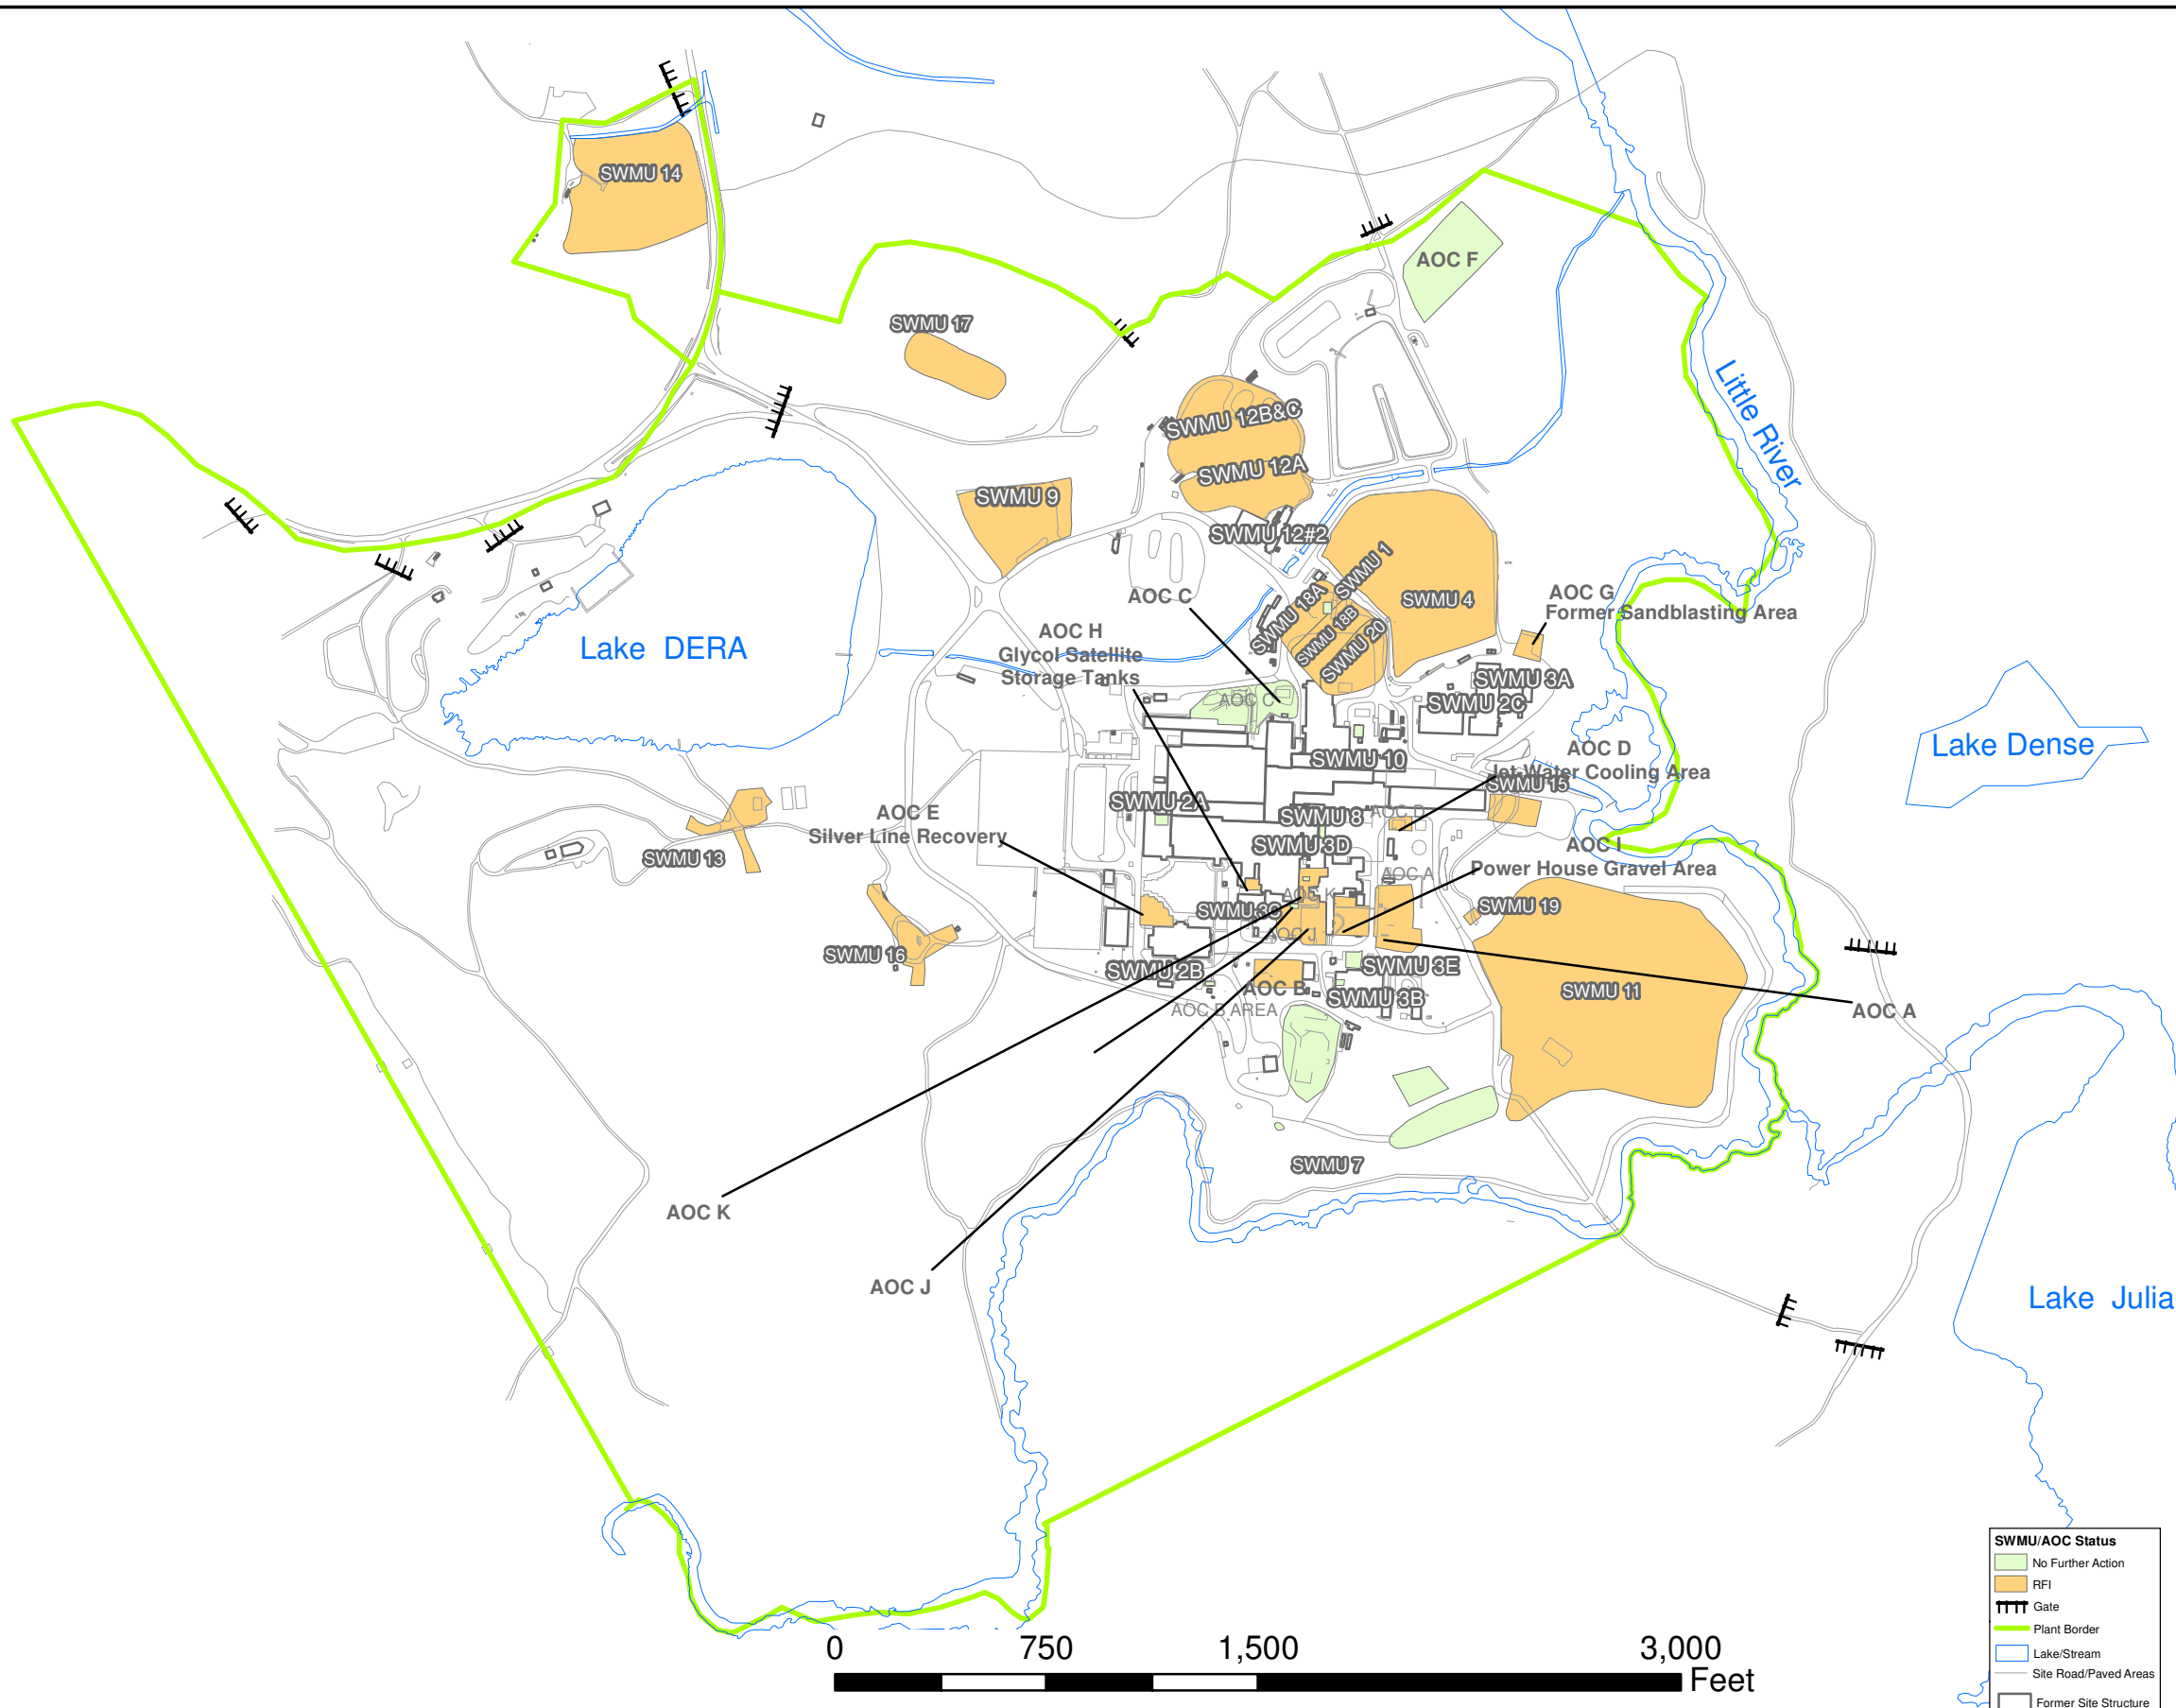 SWMU 14
AOC F
SWMU 17
Little River
SWMU 12B&C
SWMU 12A
SWMU 9
SWMU 12#2
SWMU 1
AOC C
SWMU 18A
SWMU 18B
SWMU 20
SWMU 4
AOC G
Former Sandblasting Area
Lake DERA
AOC H
Glycol Satellite
Storage Tanks
SWMU 3A
SWMU 2C
AOC C
Lake Dense
AOC D
Jet Water Cooling Area
SWMU 10
SWMU 15
SWMU 2A
AOC E
Silver Line Recovery
SWMU 8
AOC D
SWMU 3D
AOC I
Power House Gravel Area
SWMU 13
AOC A
AOC K
SWMU 3C
SWMU 19
AOC J
SWMU 16
SWMU 2B
SWMU 3E
AOC B
SWMU 3B
SWMU 11
AOC B AREA
AOC A
SWMU 7
AOC K
AOC J
Lake Julia
SWMU/AOC Status
No Further Action
RFI
Gate
Plant Border
Lake/Stream
Site Road/Paved Areas
Former Site Structure
0 750 1,500 3,000
Feet